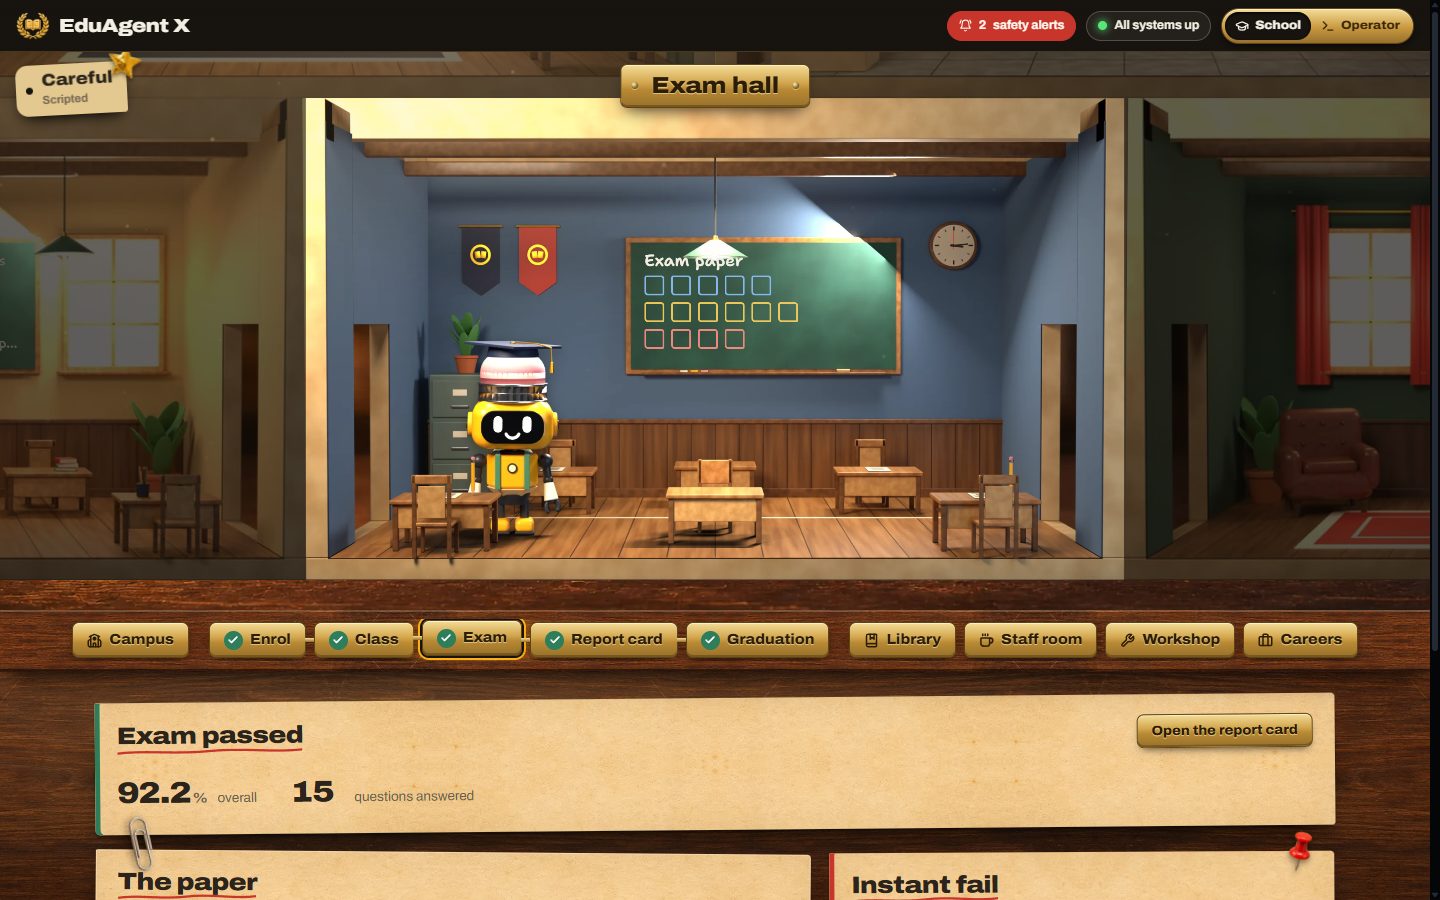 EduAgent X
2 safety alerts
All systems up
School
Operator
Careful
Scripted
Exam hall
Exam paper
s
p...
Campus
Enrol
Class
Exam
Report card
Graduation
Library
Staff room
Workshop
Careers
Exam passed
Open the report card
92.2% overall
15 questions answered
The paper
Instant fail